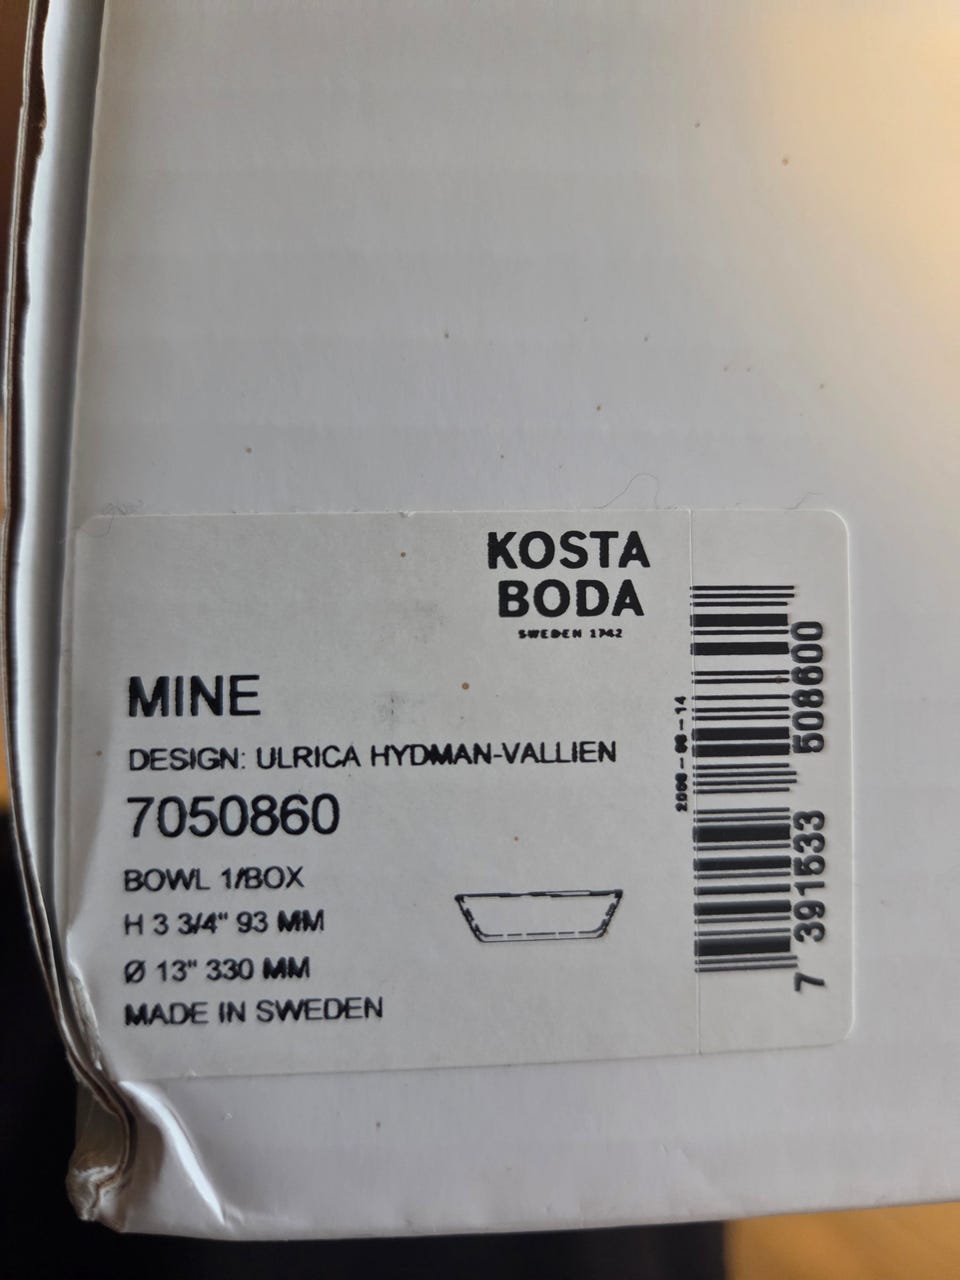 KOSTA
BODA
SWEDEN 1742
MINE
DESIGN: ULRICA HYDMAN-VALLIEN
7050860
BOWL 1/BOX
H 3 3/4" 93 MM
Ø 13" 330 MM
MADE IN SWEDEN
7 391533 508600